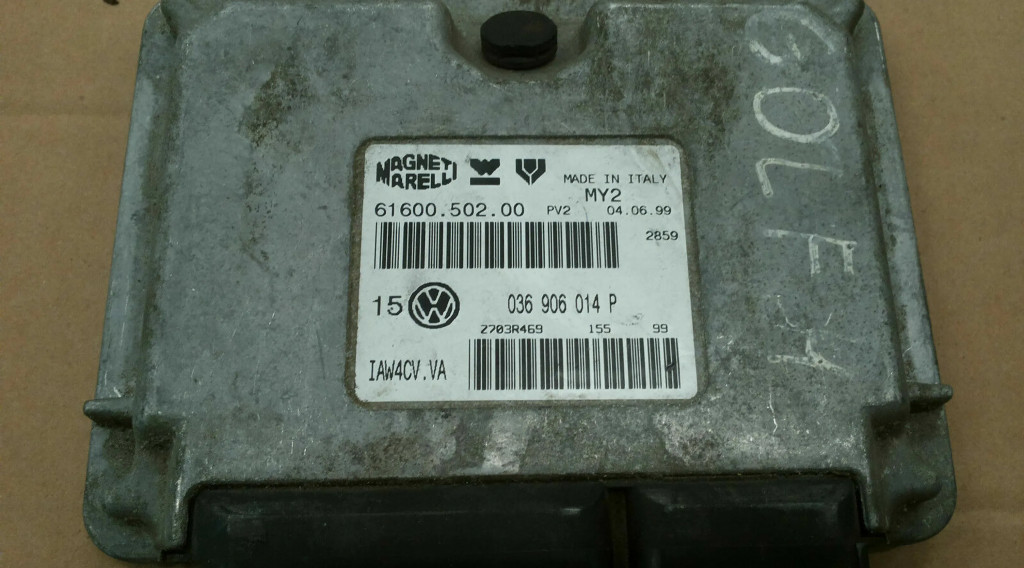 MAGNETI
MARELLI
MADE IN ITALY
MY2
61600.502.00 PV2 04.06.99
2859
15 VW 036 906 014 P
2703R469 155 99
IAW4CV.VA
GOLF 4